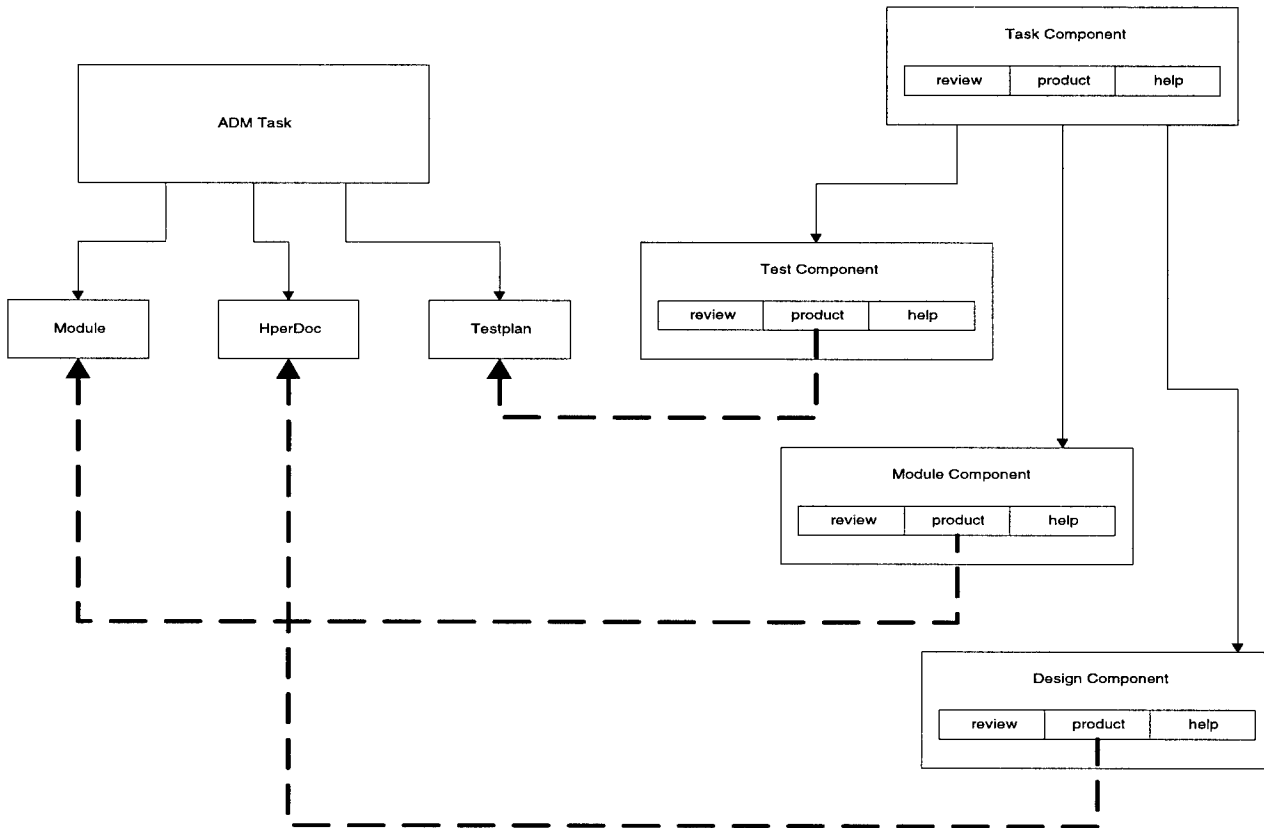 Task Component
review product help
ADM Task
Test Component
review product help
Module HperDoc Testplan
Module Component
review product help
Design Component
review product help